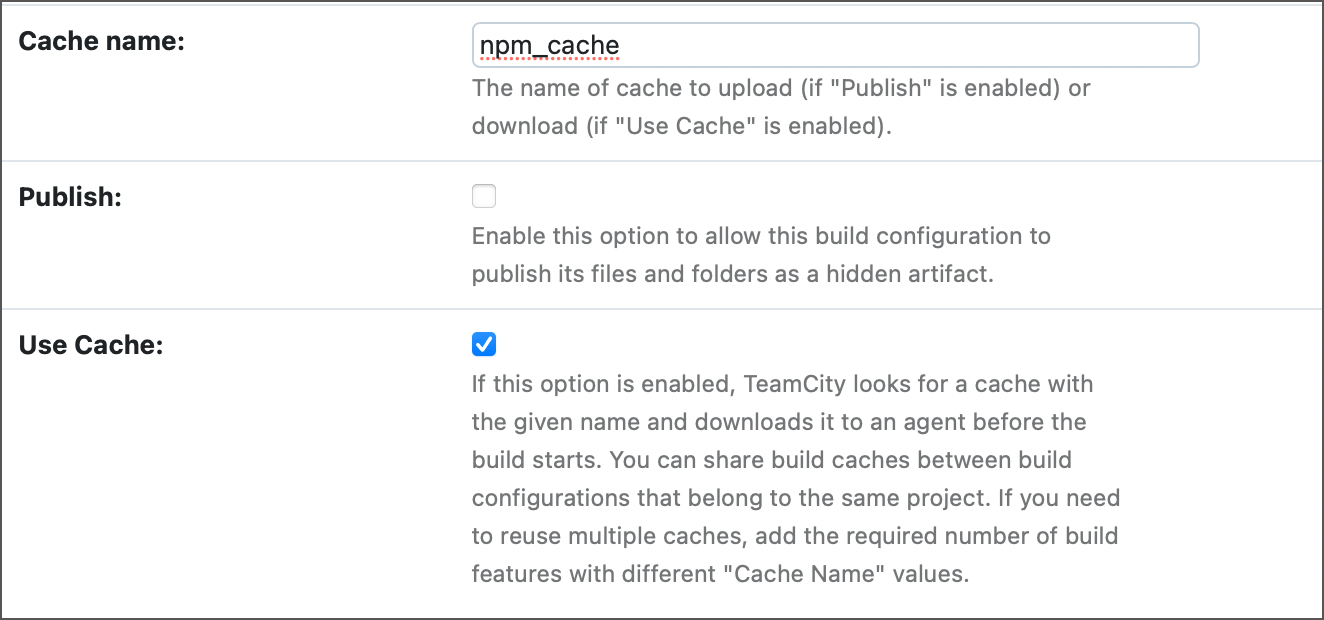 Cache name:
npm_cache
The name of cache to upload (if "Publish" is enabled) or
download (if "Use Cache" is enabled).
Publish:
Enable this option to allow this build configuration to
publish its files and folders as a hidden artifact.
Use Cache:
If this option is enabled, TeamCity looks for a cache with
the given name and downloads it to an agent before the
build starts. You can share build caches between build
configurations that belong to the same project. If you need
to reuse multiple caches, add the required number of build
features with different "Cache Name" values.